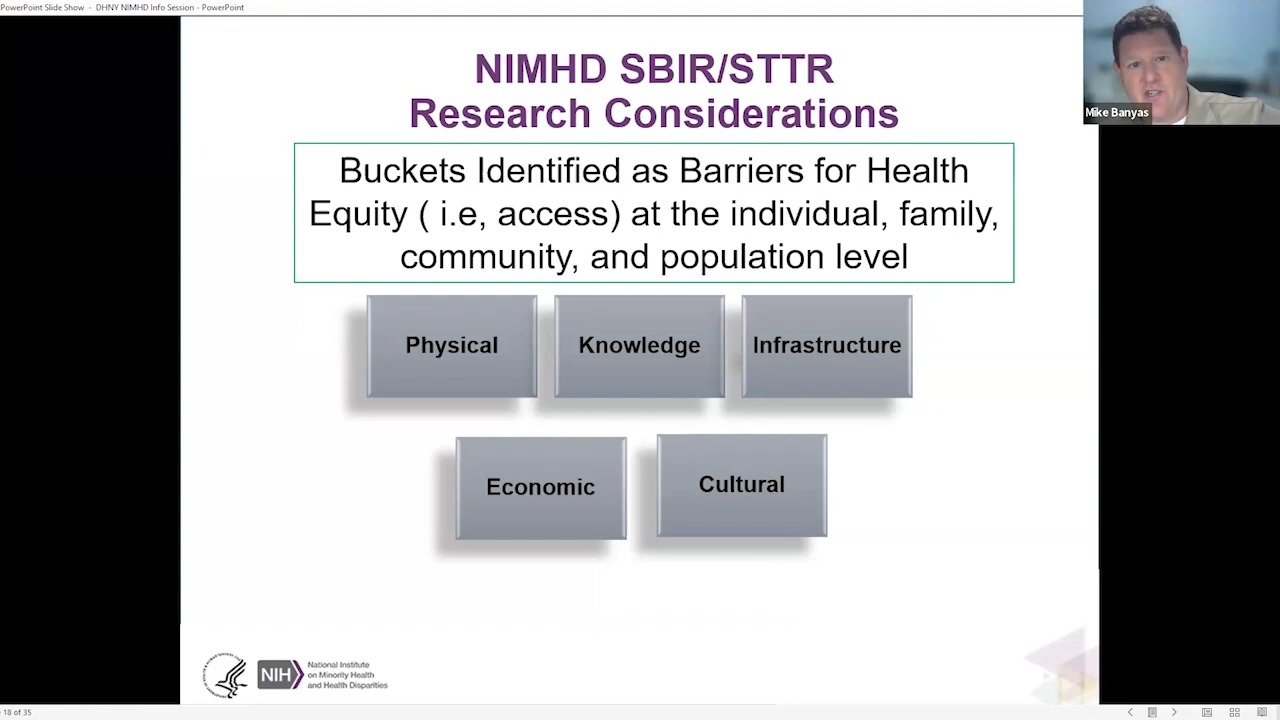 PowerPoint Slide Show - DHNY NIMHD Info Session - PowerPoint
NIMHD SBIR/STTR
Research Considerations
Mike Banyas
Buckets Identified as Barriers for Health
Equity ( i.e, access) at the individual, family,
community, and population level
Physical
Knowledge
Infrastructure
Economic
Cultural
NIH
National Institute
on Minority Health
and Health Disparities
18 of 35